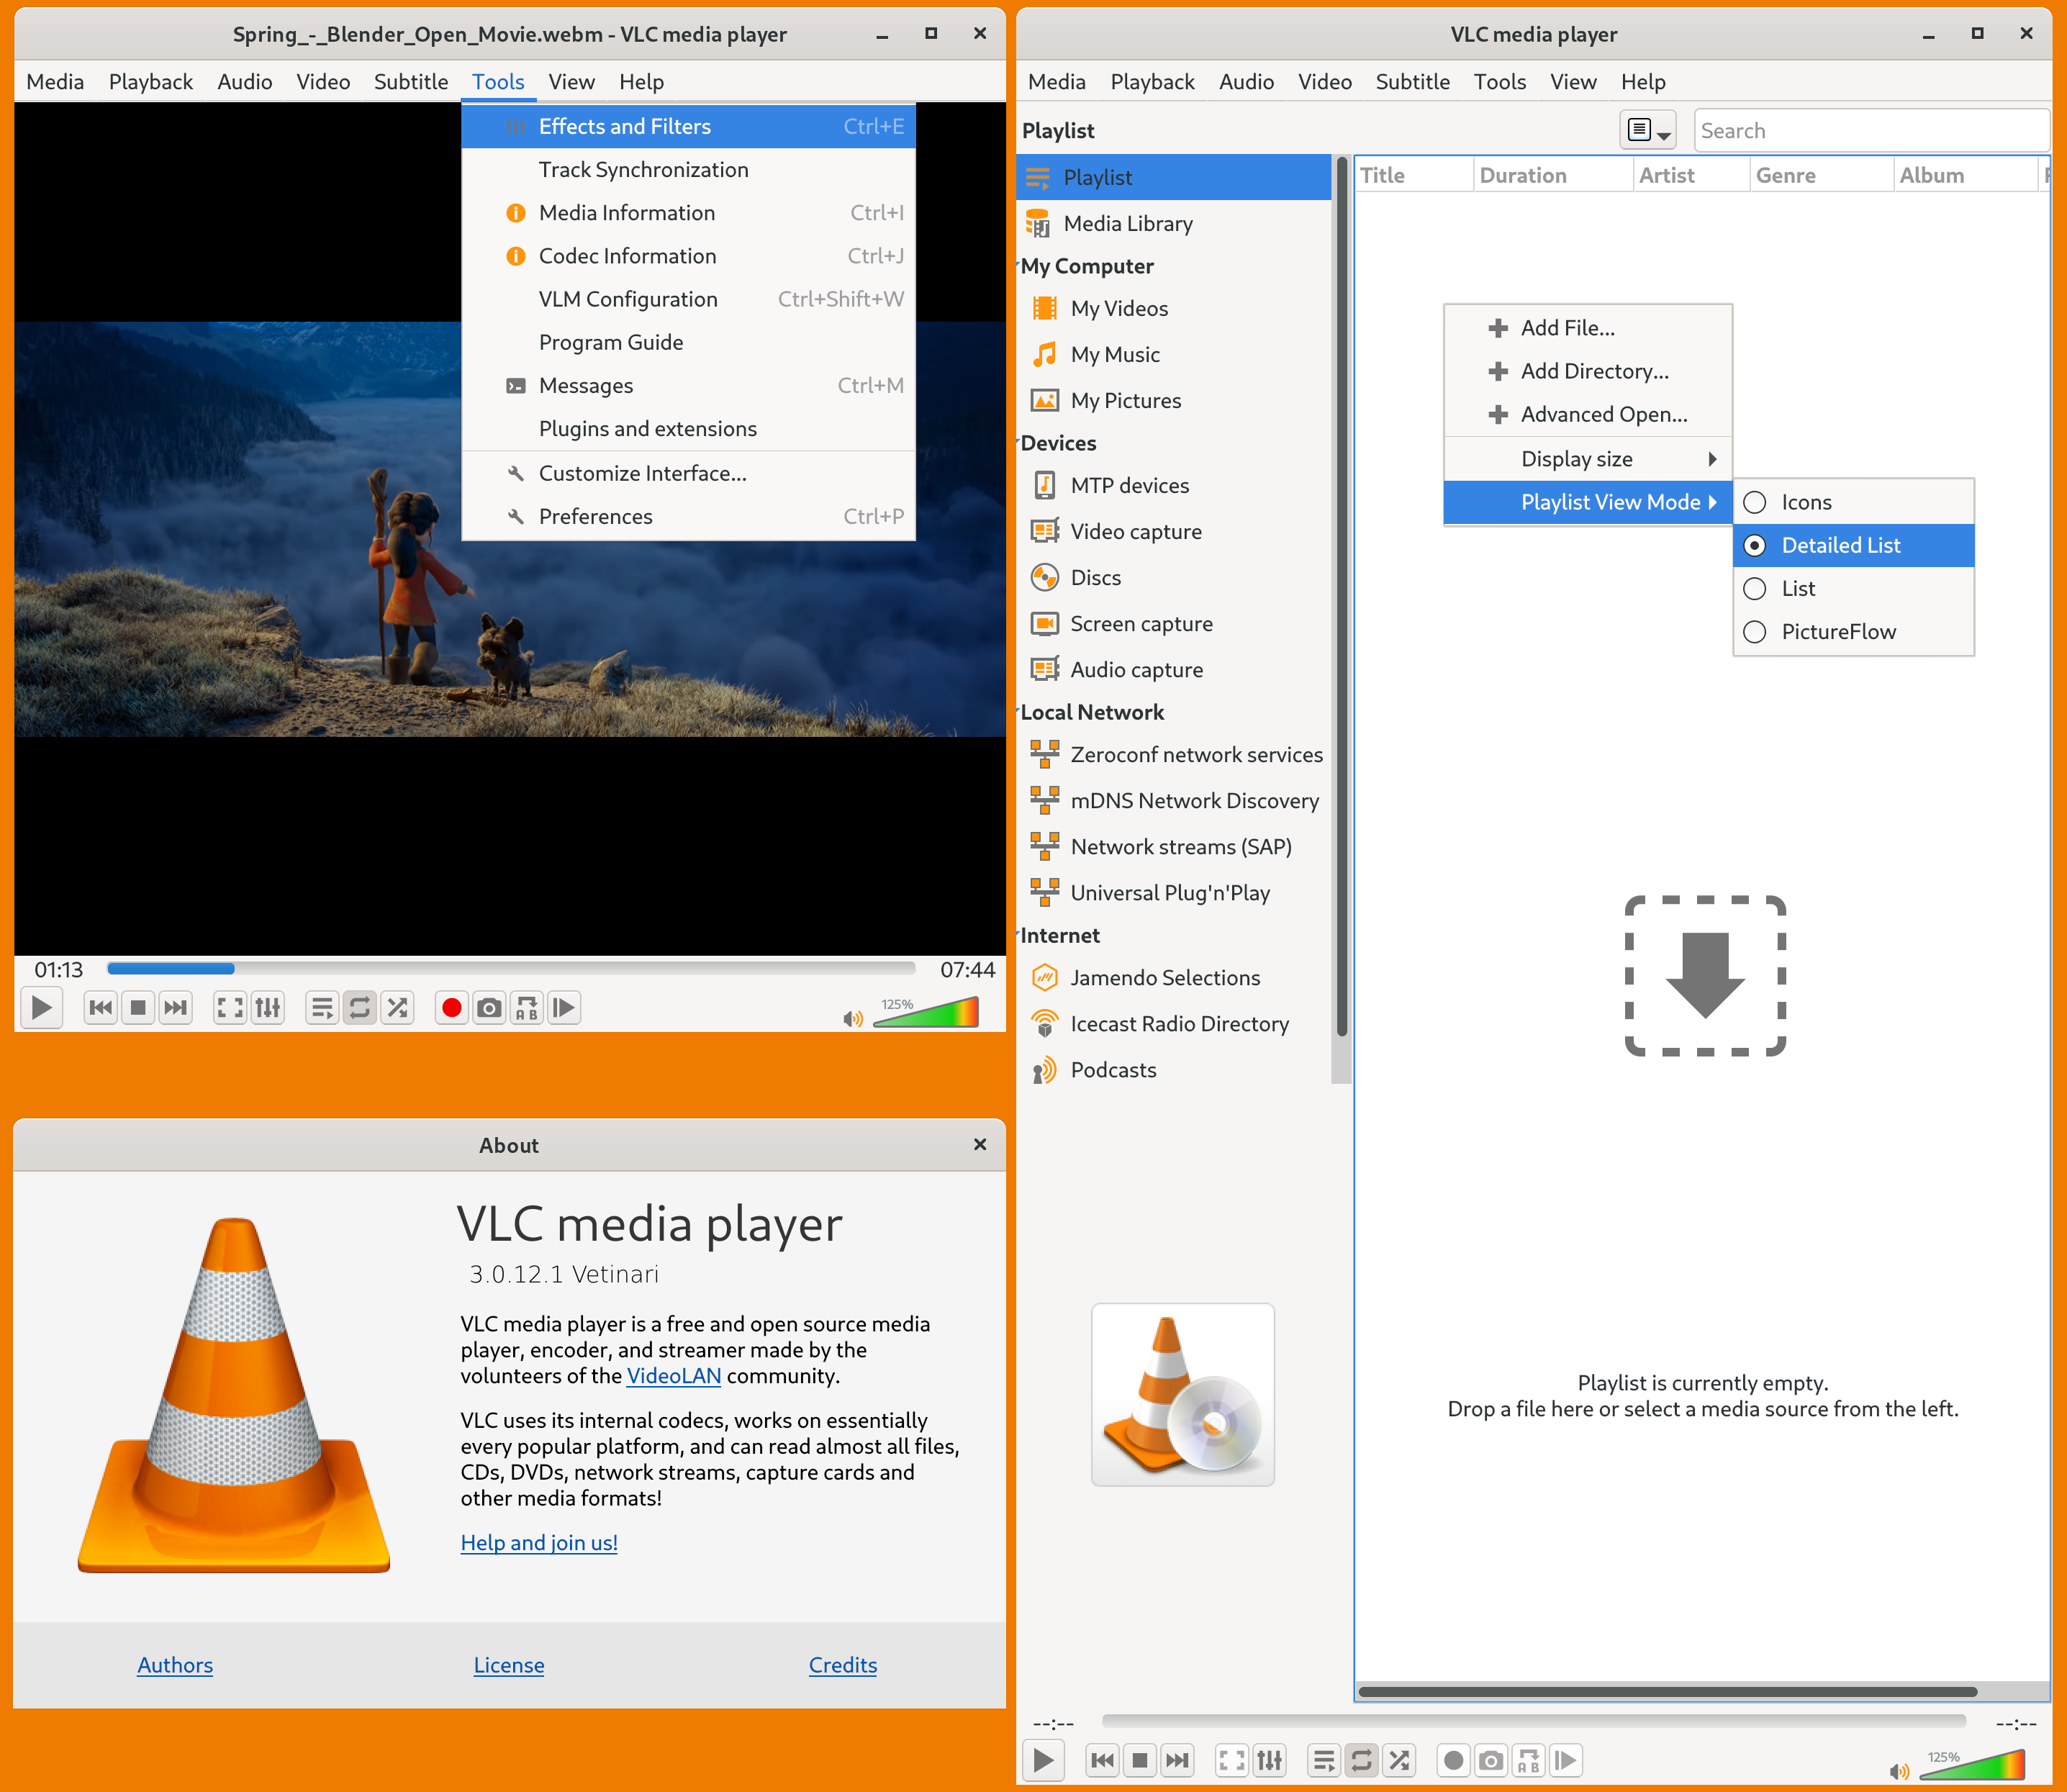 Spring_-_Blender_Open_Movie.webm - VLC media player
Media Playback Audio Video Subtitle Tools View Help
Effects and Filters Ctrl+E
Track Synchronization
Media Information Ctrl+I
Codec Information Ctrl+J
VLM Configuration Ctrl+Shift+W
Program Guide
Messages Ctrl+M
Plugins and extensions
Customize Interface...
Preferences Ctrl+P
01:13 07:44
A B
125%
About
VLC media player
3.0.12.1 Vetinari
VLC media player is a free and open source media
player, encoder, and streamer made by the
volunteers of the VideoLAN community.
VLC uses its internal codecs, works on essentially
every popular platform, and can read almost all files,
CDs, DVDs, network streams, capture cards and
other media formats!
Help and join us!
Authors License Credits
VLC media player
Media Playback Audio Video Subtitle Tools View Help
Playlist
Search
Playlist
Media Library
My Computer
My Videos
My Music
My Pictures
Devices
MTP devices
Video capture
Discs
Screen capture
Audio capture
Local Network
Zeroconf network services
mDNS Network Discovery
Network streams (SAP)
Universal Plug'n'Play
Internet
Jamendo Selections
Icecast Radio Directory
Podcasts
Title Duration Artist Genre Album
Add File...
Add Directory...
Advanced Open...
Display size
Playlist View Mode
Icons
Detailed List
List
PictureFlow
Playlist is currently empty.
Drop a file here or select a media source from the left.
--:-- --:--
A B
125%